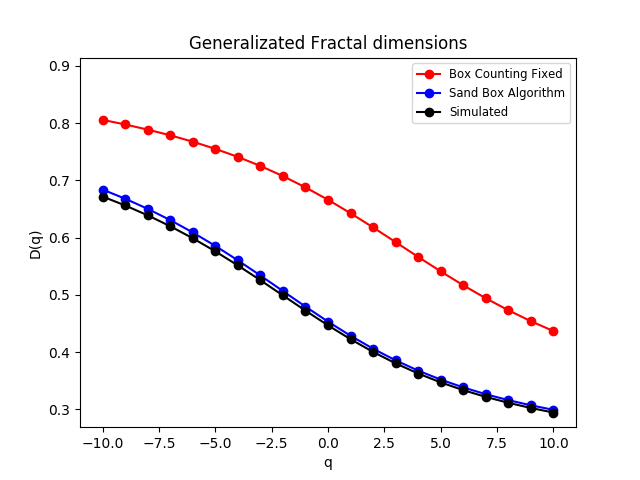 Generalizated Fractal dimensions
Box Counting Fixed
Sand Box Algorithm
Simulated
D(q)
0.9
0.8
0.7
0.6
0.5
0.4
0.3
−10.0 −7.5 −5.0 −2.5 0.0 2.5 5.0 7.5 10.0
q